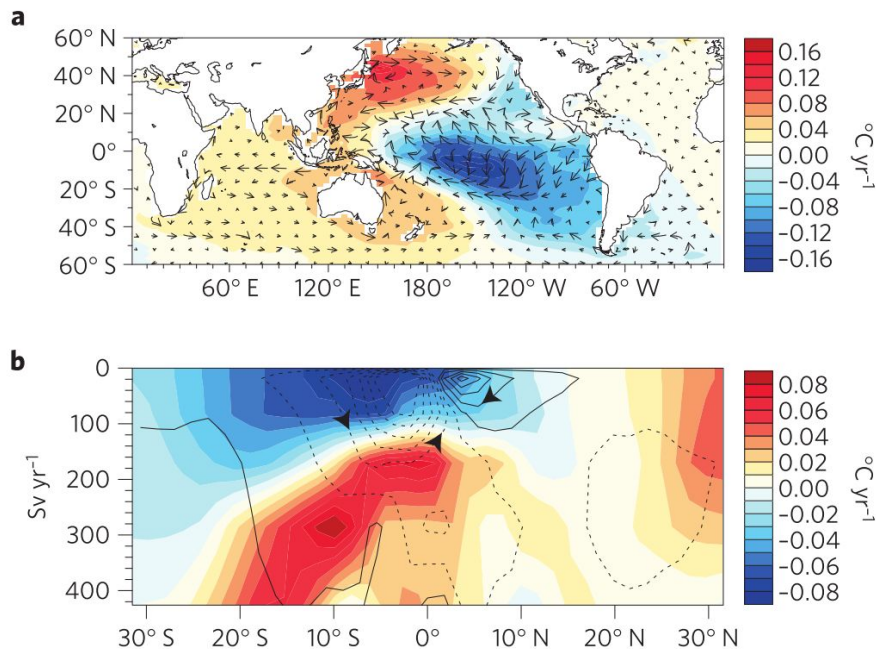 a
60° N
40° N
20° N
0°
20° S
40° S
60° S
60° E
120° E
180°
120° W
60° W
0.16
0.12
0.08
0.04
0.00
−0.04
−0.08
−0.12
−0.16
°C yr−1
b
0
100
200
300
400
Sv yr−1
30° S
20° S
10° S
0°
10° N
20° N
30° N
0.08
0.06
0.04
0.02
0.00
−0.02
−0.04
−0.06
−0.08
°C yr−1